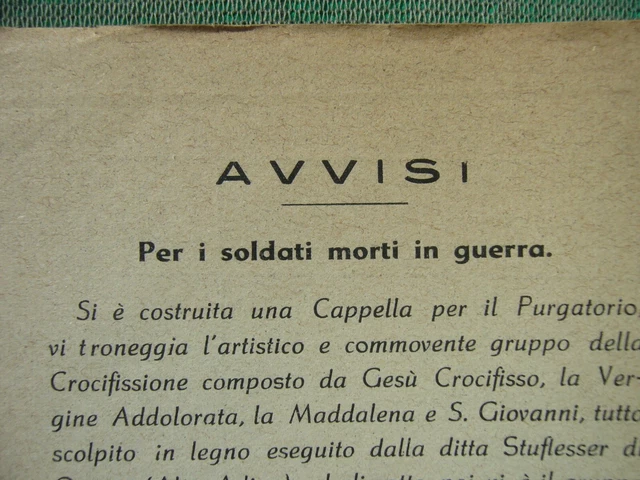 AVVISI
Per i soldati morti in guerra.
Si è costruita una Cappella per il Purgatorio,
vi troneggia l'artistico e commovente gruppo della
Crocifissione composto da Gesù Crocifisso, la Ver-
gine Addolorata, la Maddalena e S. Giovanni, tutto
scolpito in legno eseguito dalla ditta Stuflesser di